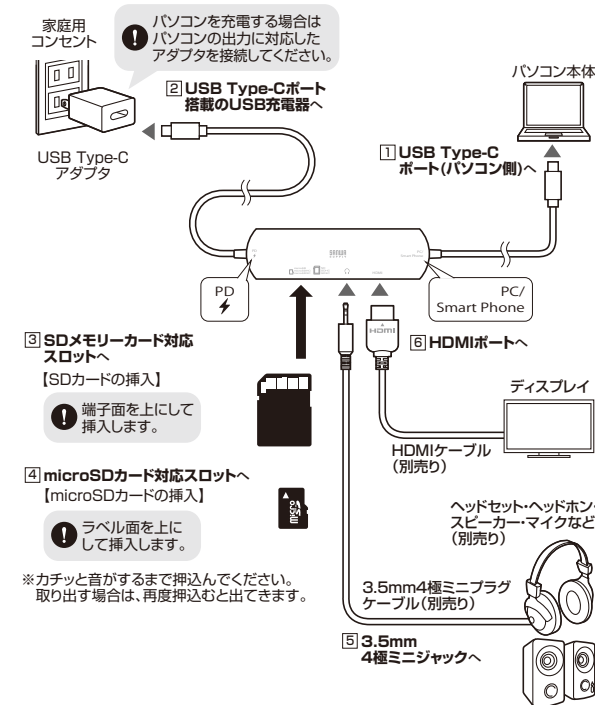 家庭用
コンセント
パソコンを充電する場合は
パソコンの出力に対応した
アダプタを接続してください。
2 USB Type-Cポート
搭載のUSB充電器へ
USB Type-C
アダプタ
パソコン本体
1 USB Type-C
ポート(パソコン側)へ
SANWA
SUPPLY
PD
PC/
Smart Phone
HDMI
PD
PC/
Smart Phone
3 SDメモリーカード対応
スロットへ
【SDカードの挿入】
端子面を上にして
挿入します。
HDMI
6 HDMIポートへ
ディスプレイ
HDMIケーブル
(別売り)
4 microSDカード対応スロットへ
【microSDカードの挿入】
ラベル面を上に
して挿入します。
microSD
※カチッと音がするまで押込んでください。
取り出す場合は、再度押込むと出てきます。
ヘッドセット・ヘッドホン・
スピーカー・マイクなど
(別売り)
3.5mm4極ミニプラグ
ケーブル(別売り)
5 3.5mm
4極ミニジャックへ